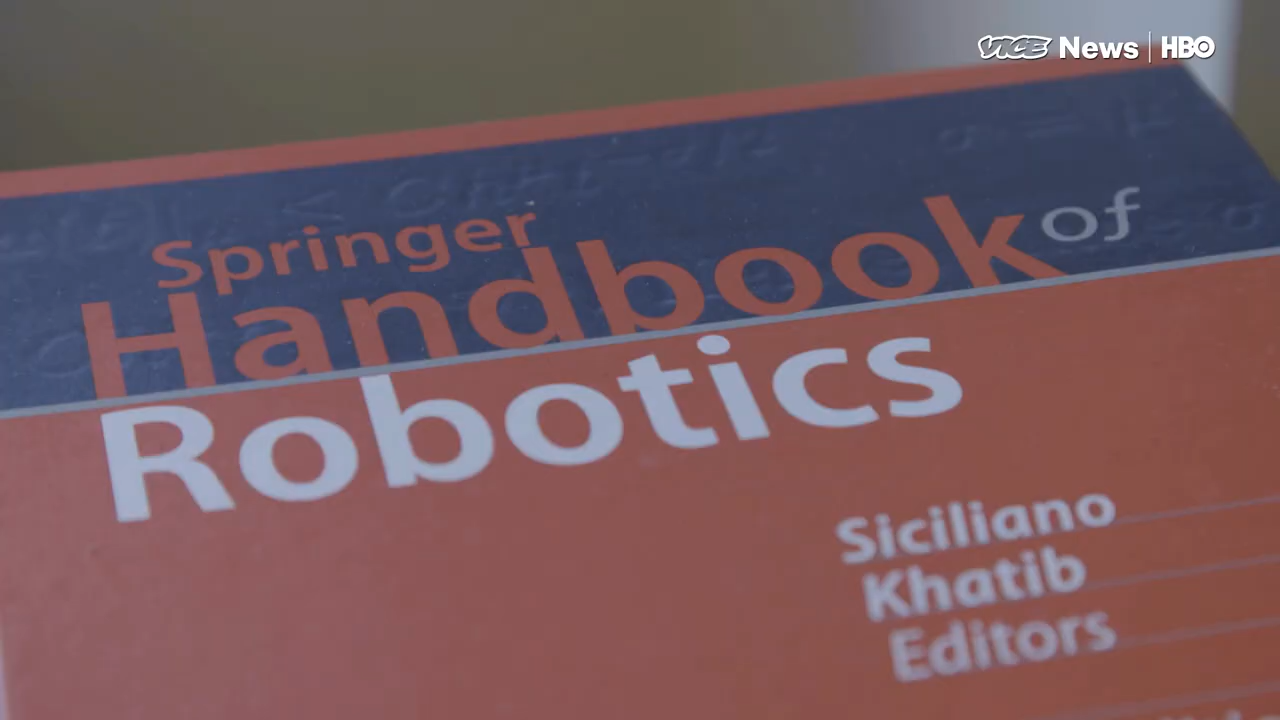 VICE News | HBO
Springer
Handbook of
Robotics
Siciliano
Khatib
Editors